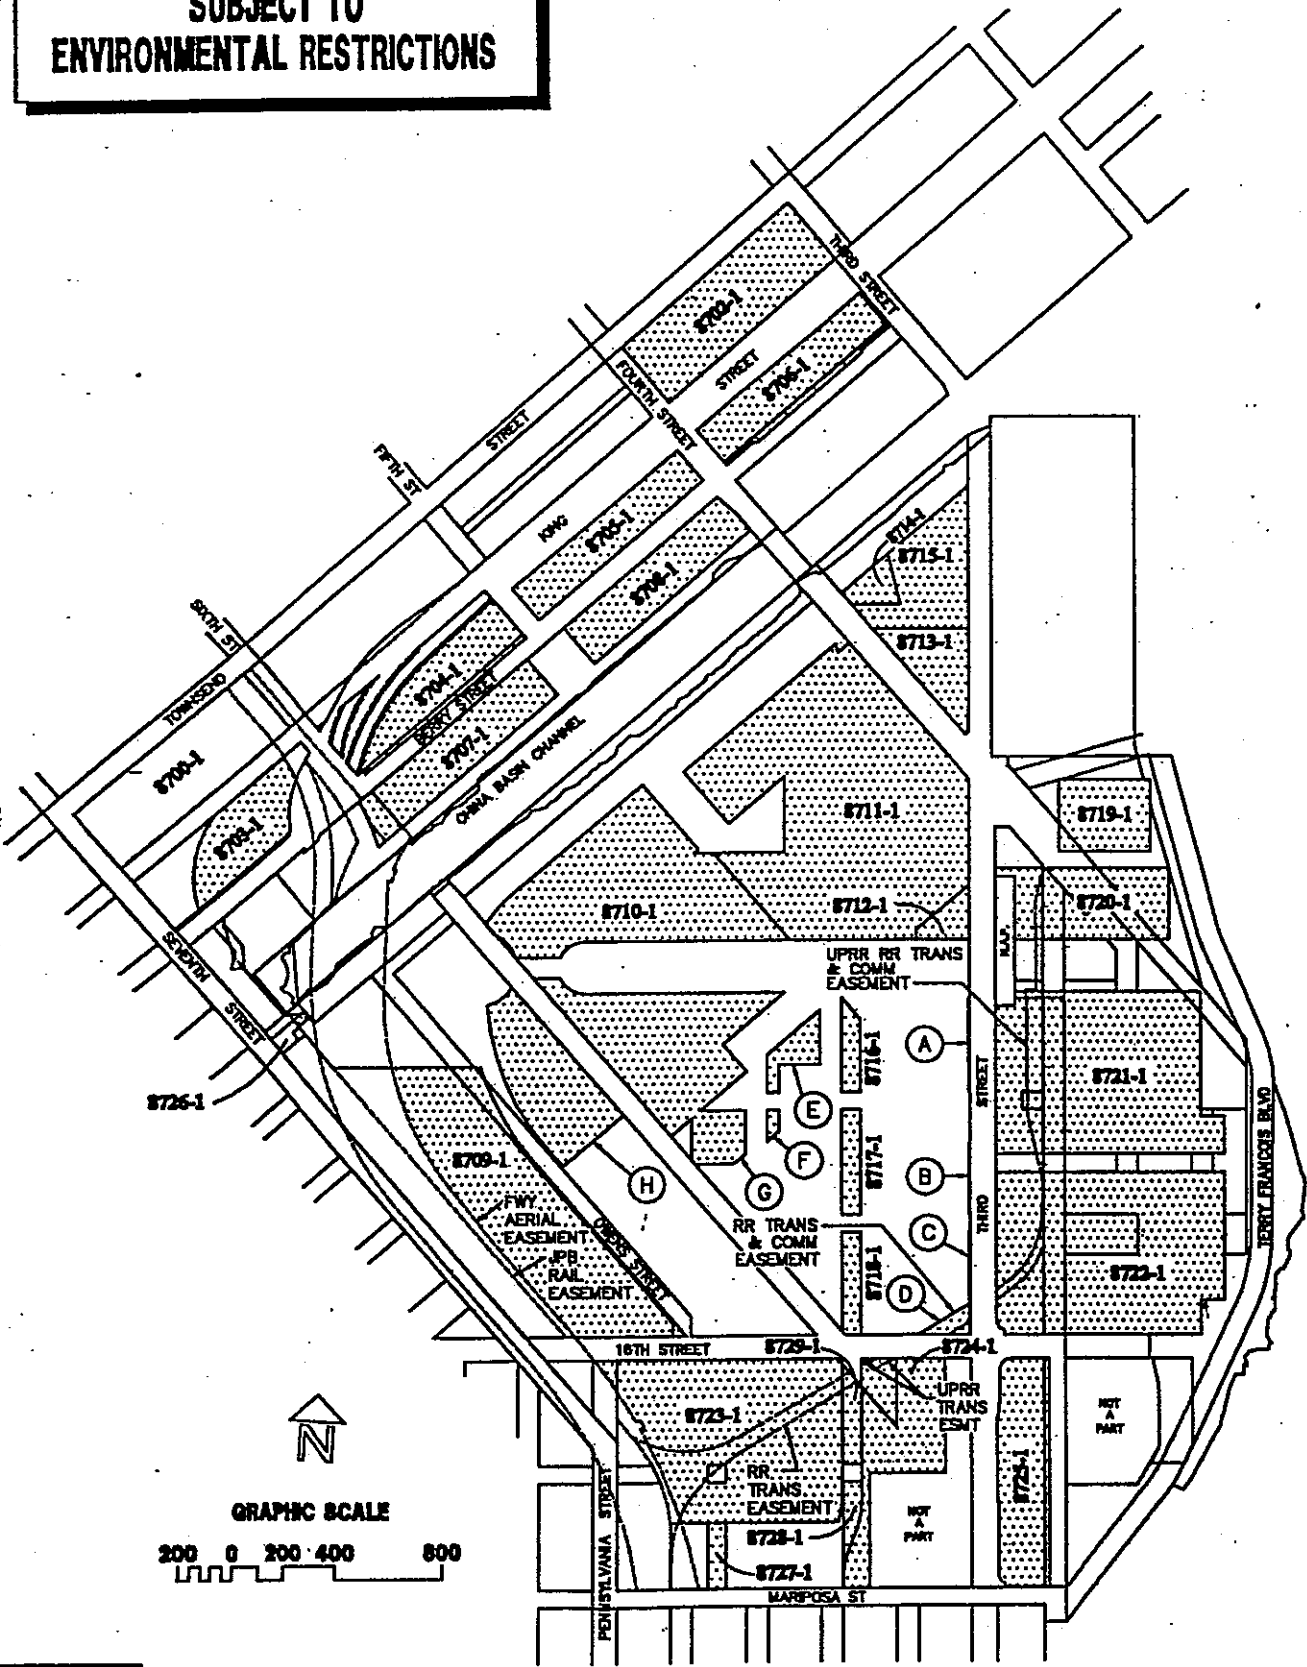 SUBJECT TO
ENVIRONMENTAL RESTRICTIONS
THIRD STREET
8702-1
STREET
8706-1
FOURTH STREET
STREET
FIFTH ST
KING
8705-1
8708-1
8714-1
8715-1
8713-1
SIXTH ST
TOWNSEND
8704-1
BERRY STREET
8707-1
CHINA BASIN CHANNEL
8700-1
8703-1
8711-1
8719-1
8710-1
8712-1
8720-1
N.A.P.
SEVENTH
STREET
UPRR RR TRANS
& COMM
EASEMENT
A
8716-1
8721-1
STREET
8726-1
E
TERRY FRANCOIS BLVD
8709-1
F
8717-1
B
H
G
FWY
AERIAL
EASEMENT
OWENS STREET
RR TRANS
& COMM
EASEMENT
C
THIRD
JPB
RAIL
EASEMENT
8718-1
D
8722-1
16TH STREET
8729-1
8724-1
UPRR
TRANS
ESMT
8723-1
NOT
A
PART
N
RR
TRANS
EASEMENT
8725-1
PENNSYLVANIA STREET
GRAPHIC SCALE
NOT
A
PART
8728-1
200 0 200 400 800
8727-1
MARIPOSA ST